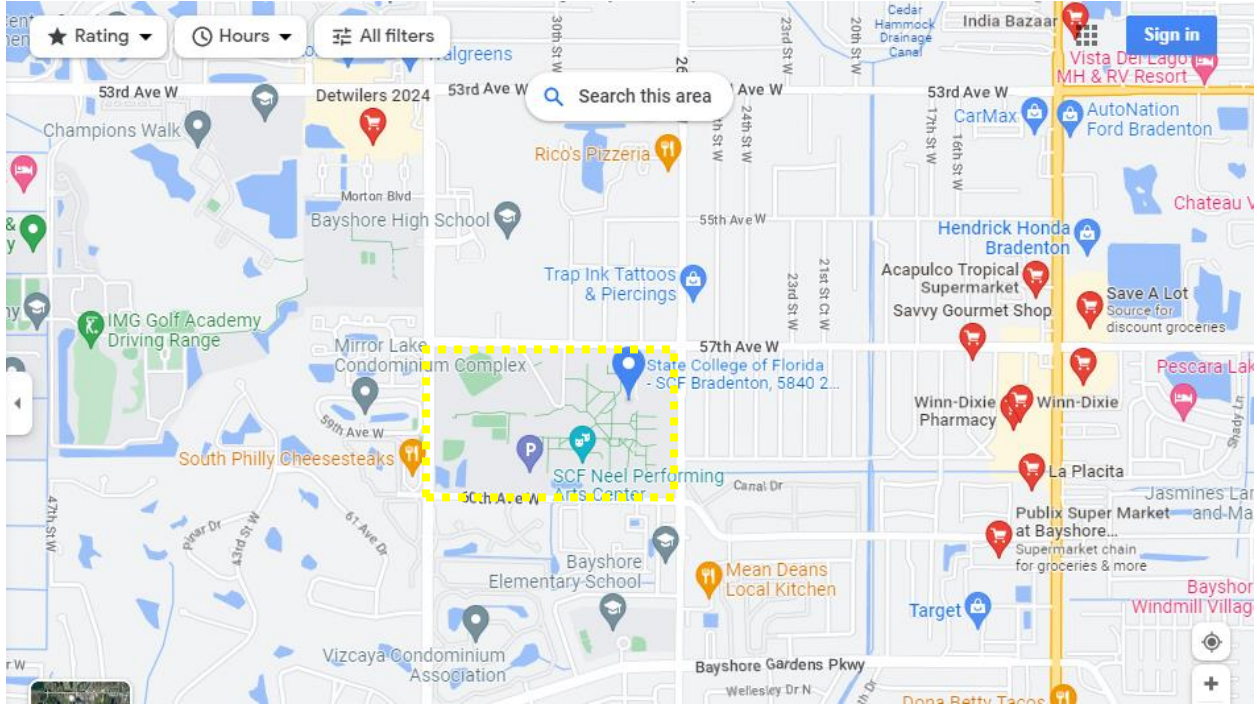 Rating
Hours
All filters
Sign in
Search this area
Cedar
Hammock
Drainage
Canal
India Bazaar
Vista Del Lago
MH & RV Resort
30th St W
23rd St W
20th St W
26
53rd Ave W
Detwilers 2024
53rd Ave W
Ave W
53rd Ave W
CarMax
AutoNation
Ford Bradenton
Champions Walk
Rico's Pizzeria
24th St W
17th St W
16th St W
Morton Blvd
Bayshore High School
55th Ave W
Chateau
Hendrick Honda
Bradenton
Trap Ink Tattoos
& Piercings
23rd St W
21st St Ct W
Acapulco Tropical
Supermarket
Save A Lot
Source for
discount groceries
Savvy Gourmet Shop
IMG Golf Academy
Driving Range
Mirror Lake
Condominium Complex
57th Ave W
State College of Florida
- SCF Bradenton, 5840 2...
Pescara Lak
Winn-Dixie
Pharmacy
Winn-Dixie
Shady Ln
59th Ave W
South Philly Cheesesteaks
P
SCF Neel Performing
Arts Center
60th Ave W
Canal Dr
La Placita
Jasmines Lan
and Ma
47th St W
Pinar Dr
43rd St W
61 Ave Dr
Publix Super Market
at Bayshore...
Supermarket chain
for groceries & more
Bayshore
Elementary School
Mean Deans
Local Kitchen
Target
Bayshor
Windmill Villag
Vizcaya Condominium
Association
Bayshore Gardens Pkwy
Wellesley Dr N
Dona Betty Tacos